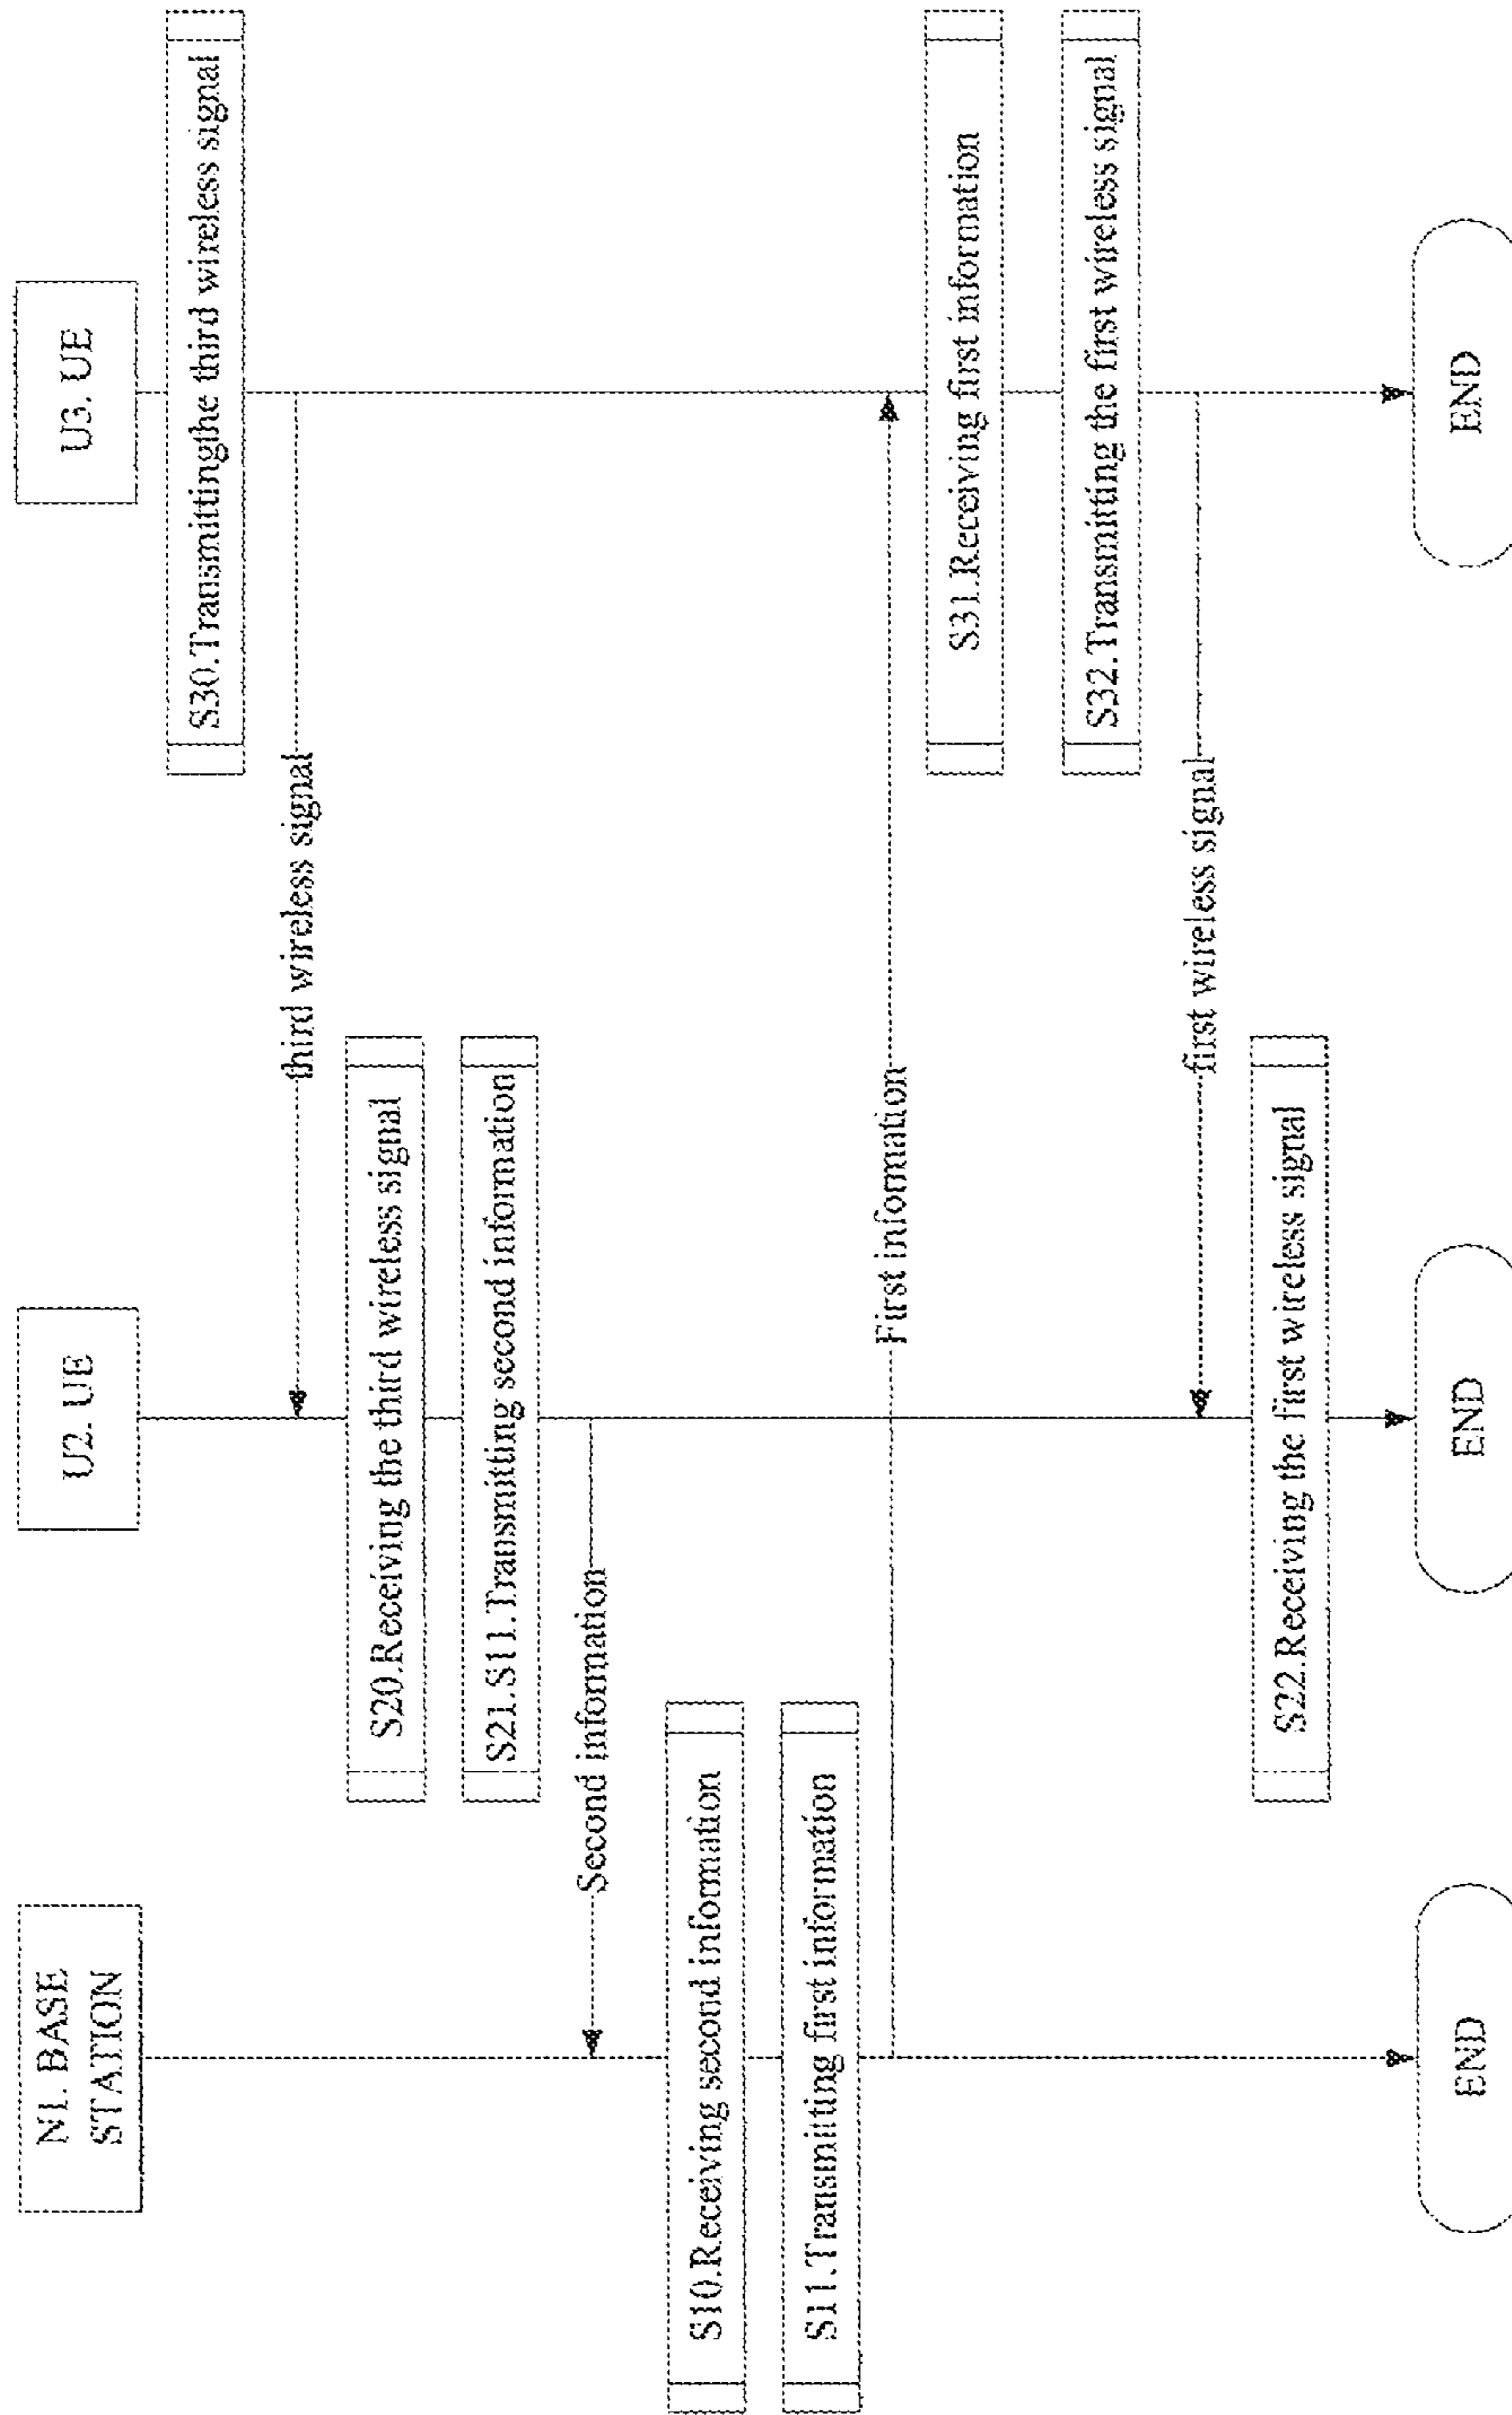 N1. BASE
STATION
U2. UE
U3. UE
S30.Transmittingthe third wireless signal
third wireless signal
S20.Receiving the third wireless signal
S21.S11.Transmitting second information
Second information
S10.Receiving second information
S11.Transmitting first information
First information
S31.Receiving first information
S32.Transmitting the first wireless signal
first wireless signal
S22.Receiving the first wireless signal
END
END
END